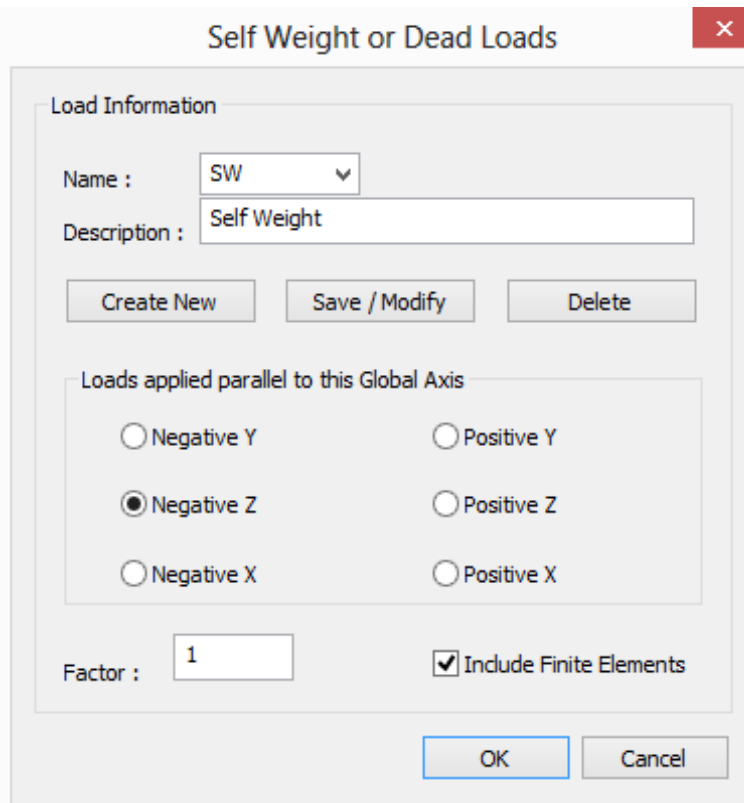 Self Weight or Dead Loads
Load Information
Name : SW
Description : Self Weight
Create New Save / Modify Delete
Loads applied parallel to this Global Axis
Negative Y Positive Y
Negative Z Positive Z
Negative X Positive X
Factor : 1 Include Finite Elements
OK Cancel